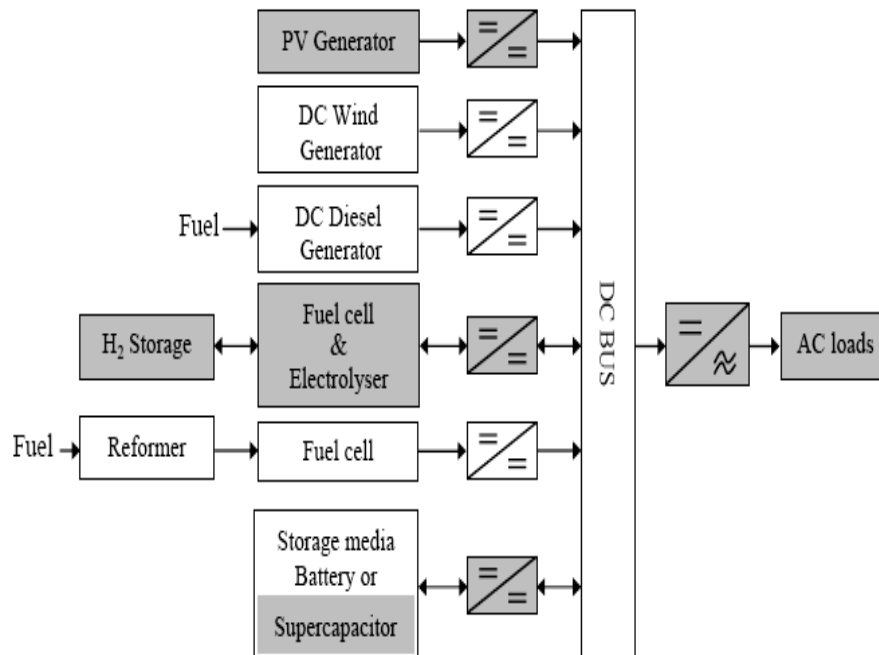 PV Generator
DC Wind
Generator
Fuel
DC Diesel
Generator
H₂ Storage
Fuel cell
&
Electrolyser
Fuel
Reformer
Fuel cell
Storage media
Battery or
Supercapacitor
DC BUS
AC loads